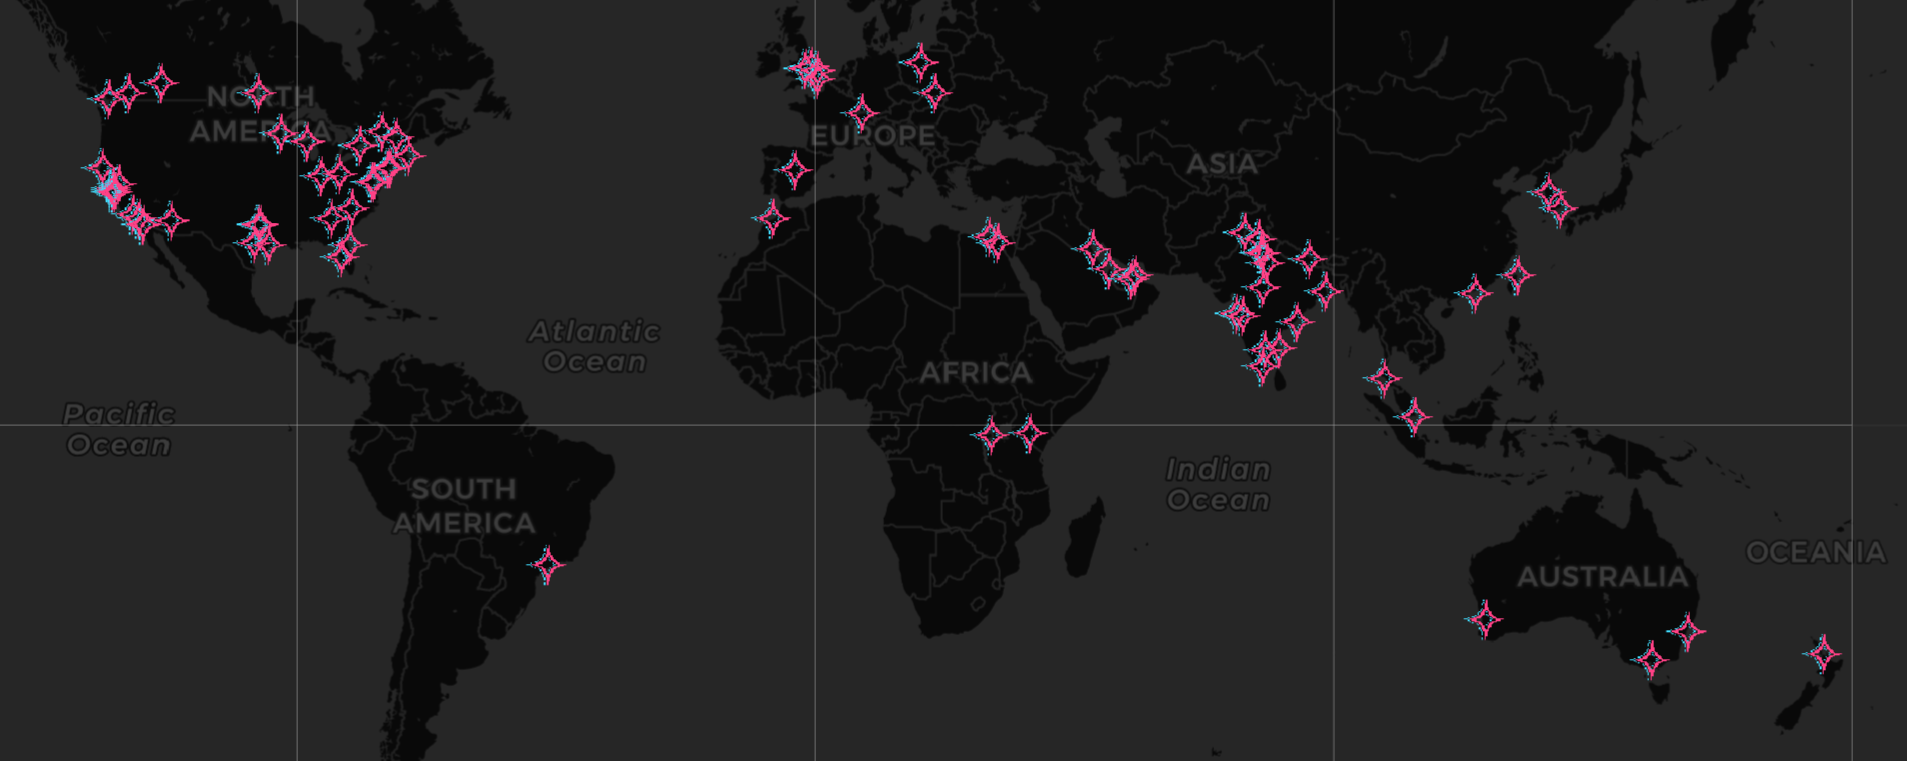 NORTH
AMERICA
EUROPE
ASIA
Atlantic
Ocean
AFRICA
Pacific
Ocean
Indian
Ocean
SOUTH
AMERICA
OCEANIA
AUSTRALIA